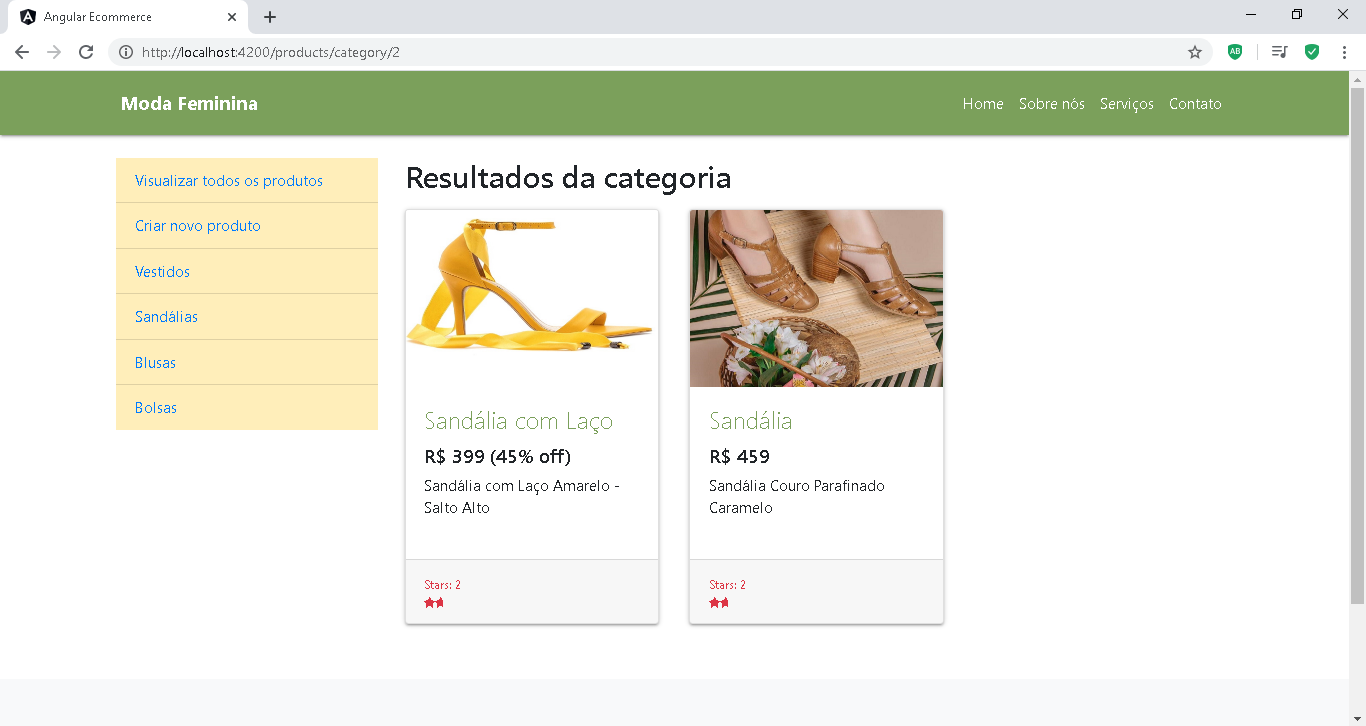 Angular Ecommerce
http://localhost:4200/products/category/2
AB
Moda Feminina
Home Sobre nós Serviços Contato
Visualizar todos os produtos
Criar novo produto
Vestidos
Sandálias
Blusas
Bolsas
Resultados da categoria
Sandália com Laço
R$ 399 (45% off)
Sandália com Laço Amarelo -
Salto Alto
Stars: 2
Sandália
R$ 459
Sandália Couro Parafinado
Caramelo
Stars: 2